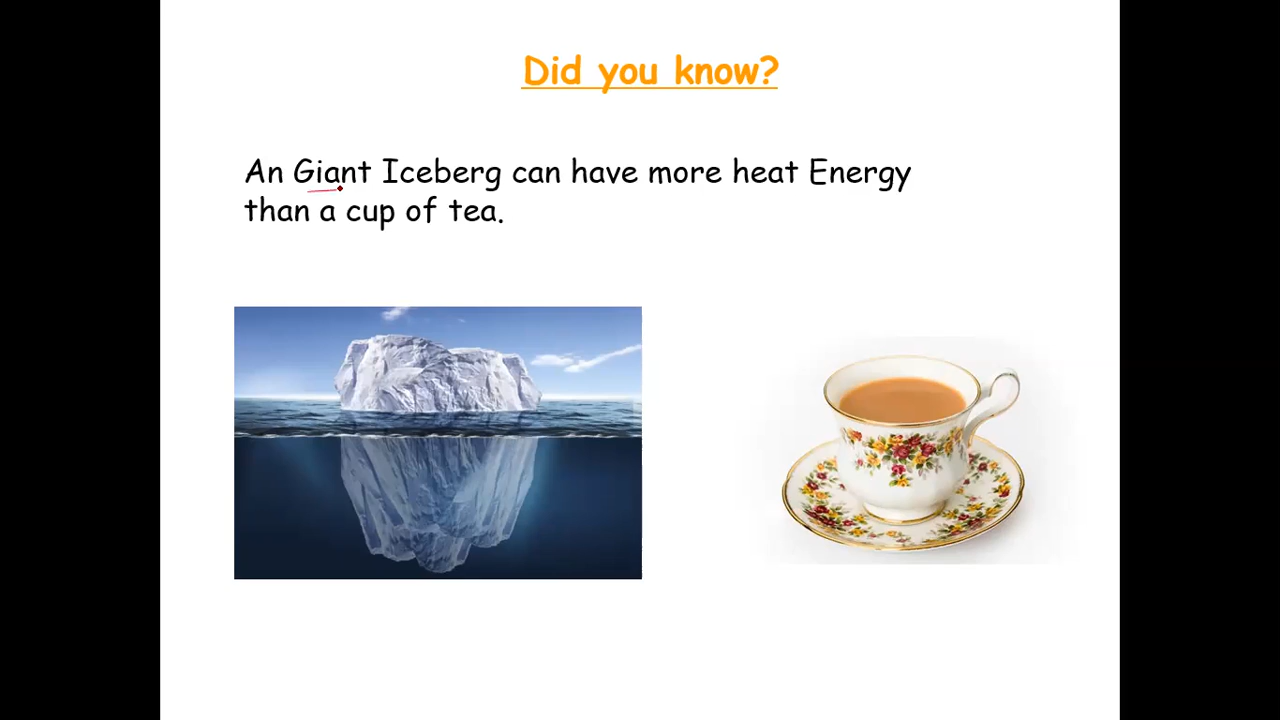 Did you know?
An Giant Iceberg can have more heat Energy
than a cup of tea.